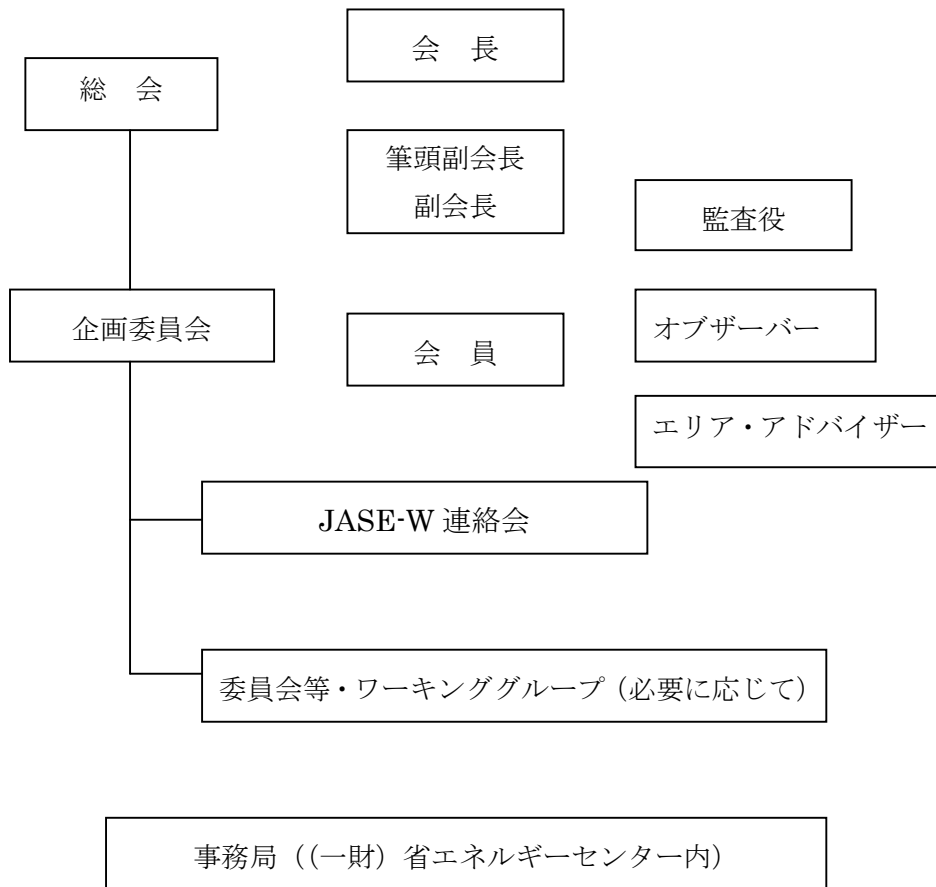 会　長
総　会
筆頭副会長
副会長
監査役
企画委員会
会　員
オブザーバー
エリア・アドバイザー
JASE-W 連絡会
委員会等・ワーキンググループ（必要に応じて）
事務局（(一財）省エネルギーセンター内）